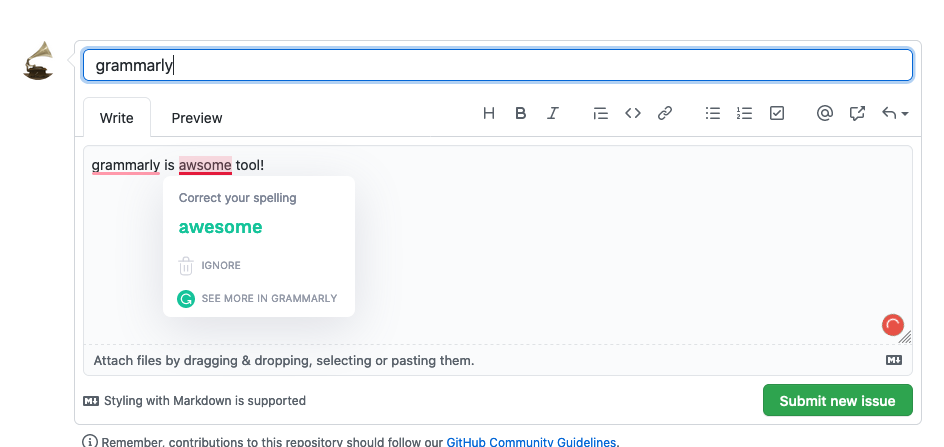 grammarly
Write Preview
grammarly is awsome tool!
Correct your spelling
awesome
IGNORE
SEE MORE IN GRAMMARLY
Attach files by dragging & dropping, selecting or pasting them.
Styling with Markdown is supported
Submit new issue
Remember, contributions to this repository should follow our GitHub Community Guidelines.